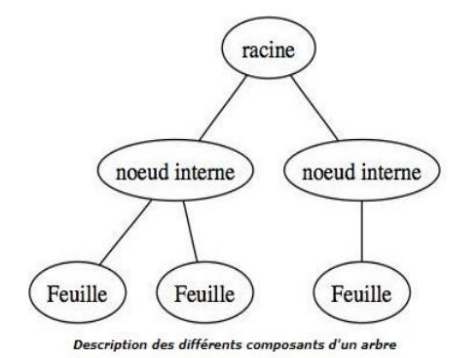 racine
noeud interne noeud interne
Feuille Feuille Feuille
Description des différents composants d'un arbre